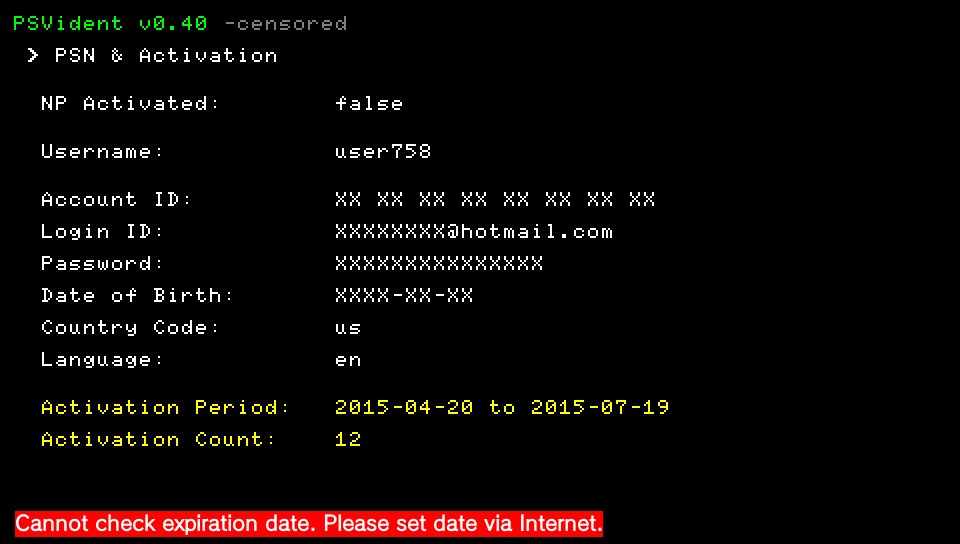 PSVident v0.40 -censored
> PSN & Activation
NP Activated: false
Username: user758
Account ID: XX XX XX XX XX XX XX XX
Login ID: XXXXXXXX@hotmail.com
Password: XXXXXXXXXXXXXXX
Date of Birth: XXXX-XX-XX
Country Code: us
Language: en
Activation Period: 2015-04-20 to 2015-07-19
Activation Count: 12
Cannot check expiration date. Please set date via Internet.